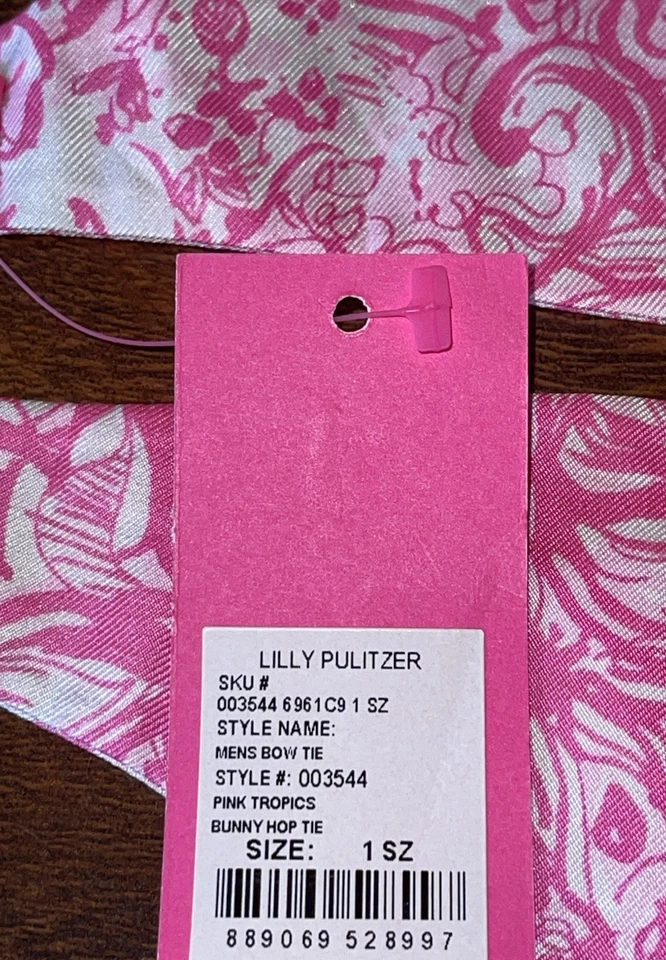 LILLY PULITZER
SKU #
003544 6961C9 1 SZ
STYLE NAME:
MENS BOW TIE
STYLE #: 003544
PINK TROPICS
BUNNY HOP TIE
SIZE: 1 SZ
889069 528997